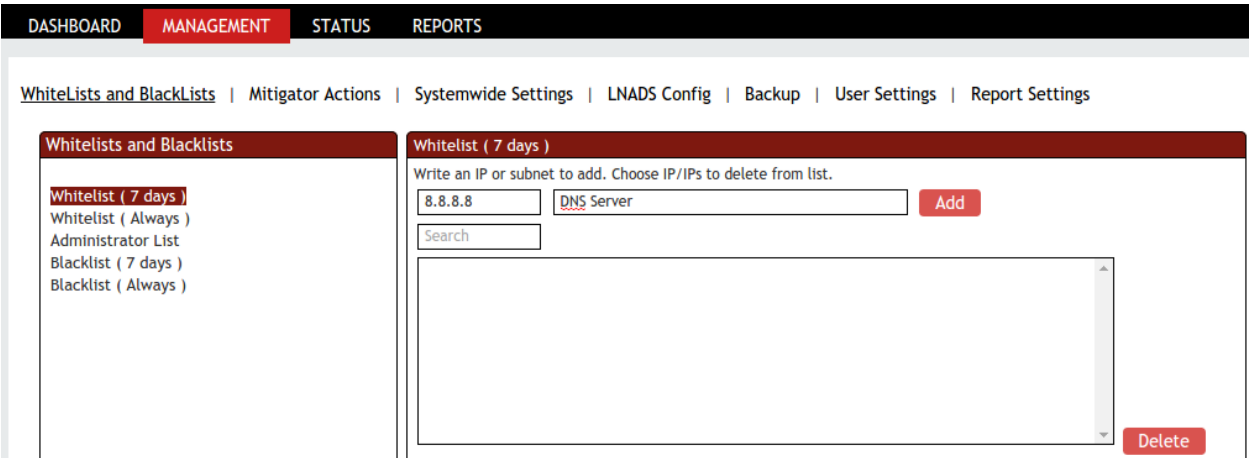 DASHBOARD MANAGEMENT STATUS REPORTS
WhiteLists and BlackLists | Mitigator Actions | Systemwide Settings | LNADS Config | Backup | User Settings | Report Settings
Whitelists and Blacklists
Whitelist ( 7 days )
Whitelist ( Always )
Administrator List
Blacklist ( 7 days )
Blacklist ( Always )
Whitelist ( 7 days )
Write an IP or subnet to add. Choose IP/IPs to delete from list.
8.8.8.8 DNS Server Add
Search
Delete